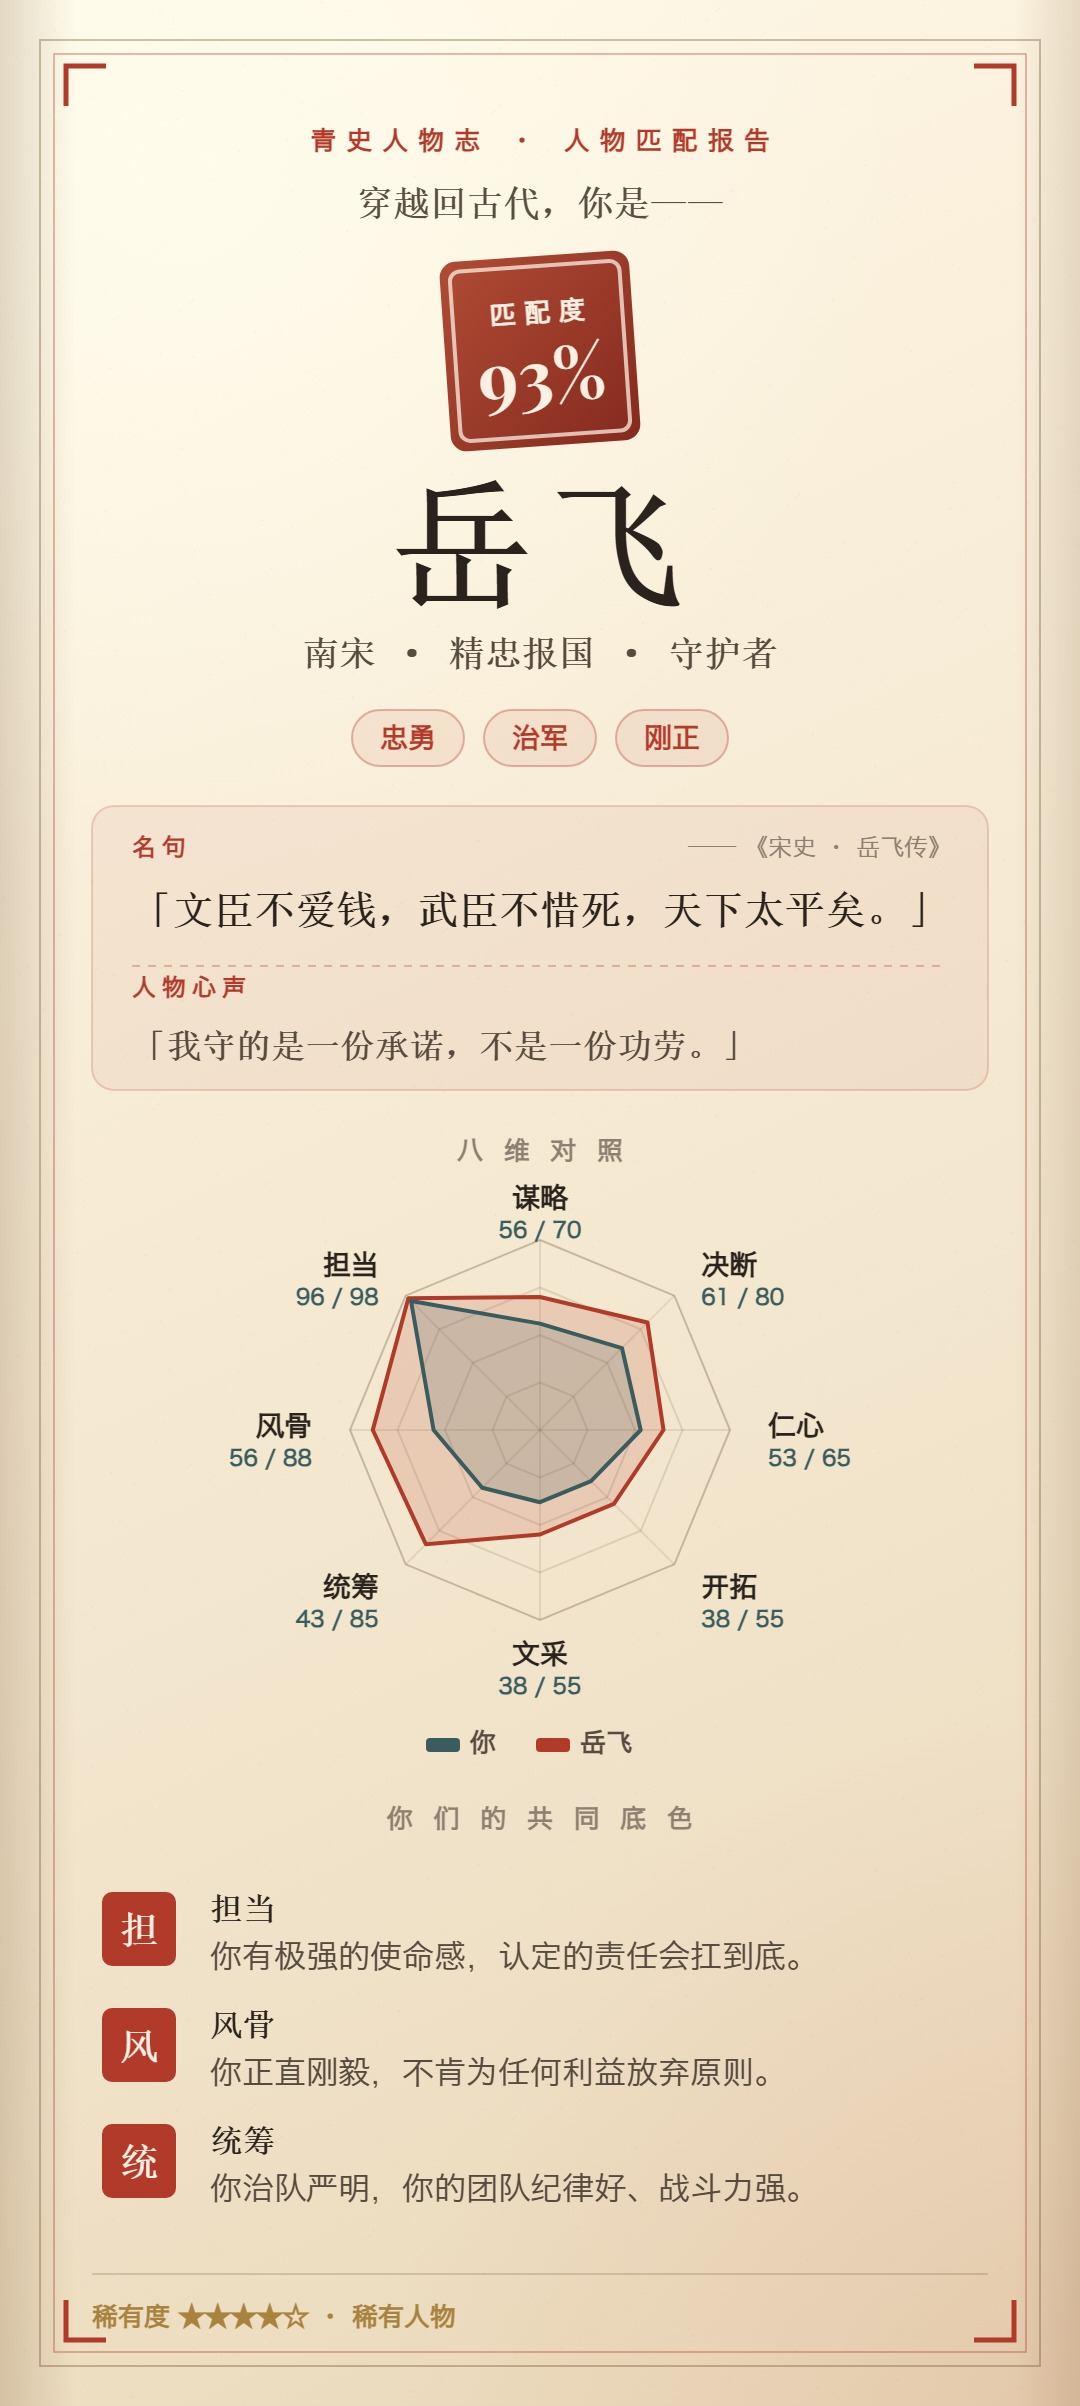 青史人物志 · 人物匹配报告
穿越回古代，你是——
匹配度
93%
岳飞
南宋 · 精忠报国 · 守护者
忠勇 治军 刚正
名句 ——《宋史 · 岳飞传》
「文臣不爱钱，武臣不惜死，天下太平矣。」
人物心声
「我守的是一份承诺，不是一份功劳。」
八维对照
谋略
56 / 70
担当
96 / 98
决断
61 / 80
风骨
56 / 88
仁心
53 / 65
统筹
43 / 85
开拓
38 / 55
文采
38 / 55
你 岳飞
你们的共同底色
担
担当
你有极强的使命感，认定的责任会扛到底。
风
风骨
你正直刚毅，不肯为任何利益放弃原则。
统
统筹
你治队严明，你的团队纪律好、战斗力强。
稀有度 ★★★★☆ · 稀有人物